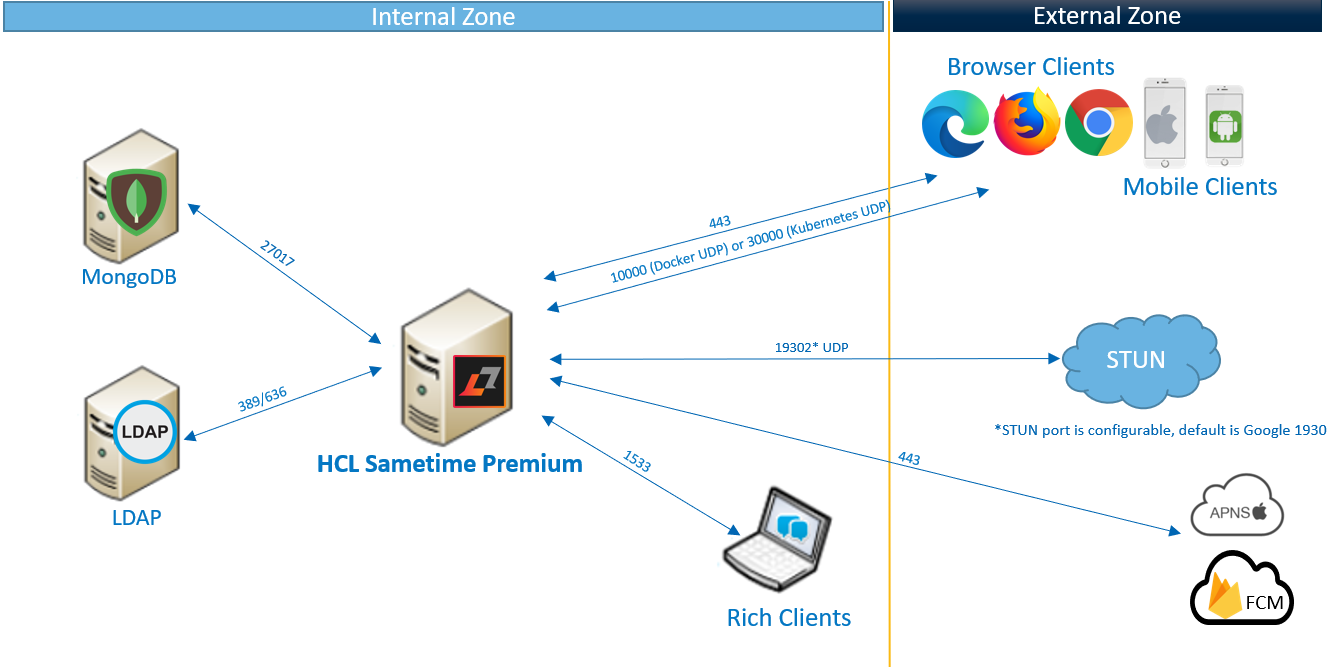 Internal Zone
External Zone
Browser Clients
Mobile Clients
MongoDB
27017
443
10000 (Docker UDP) or 30000 (Kubernetes UDP)
19302* UDP
STUN
*STUN port is configurable, default is Google 1930
389/636
LDAP
LDAP
HCL Sametime Premium
1533
443
APNS
FCM
Rich Clients